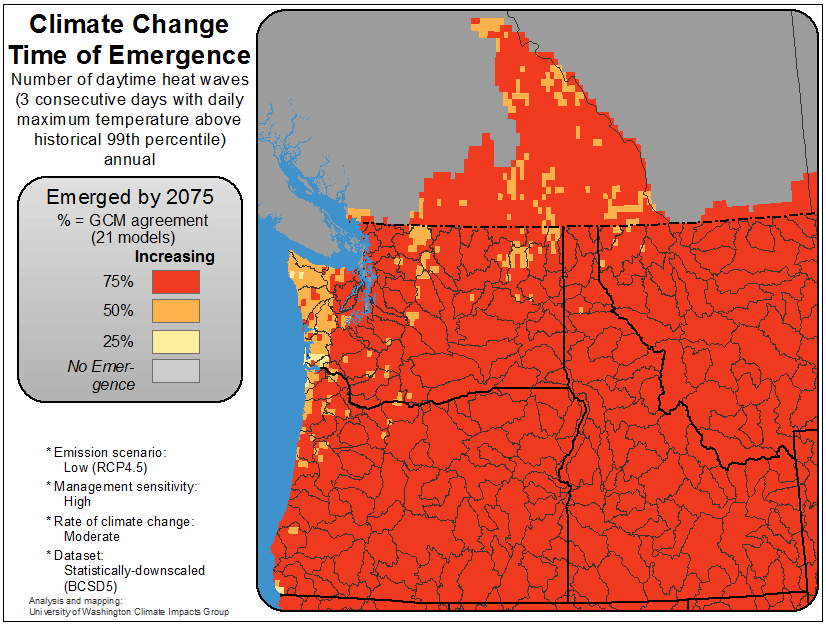 Climate Change
Time of Emergence
Number of daytime heat waves
(3 consecutive days with daily
maximum temperature above
historical 99th percentile)
annual
Emerged by 2075
% = GCM agreement
(21 models)
Increasing
75%
50%
25%
No Emer-
gence
* Emission scenario:
Low (RCP4.5)
* Management sensitivity:
High
* Rate of climate change:
Moderate
* Dataset:
Statistically-downscaled
(BCSD5)
Analysis and mapping:
University of Washington Climate Impacts Group